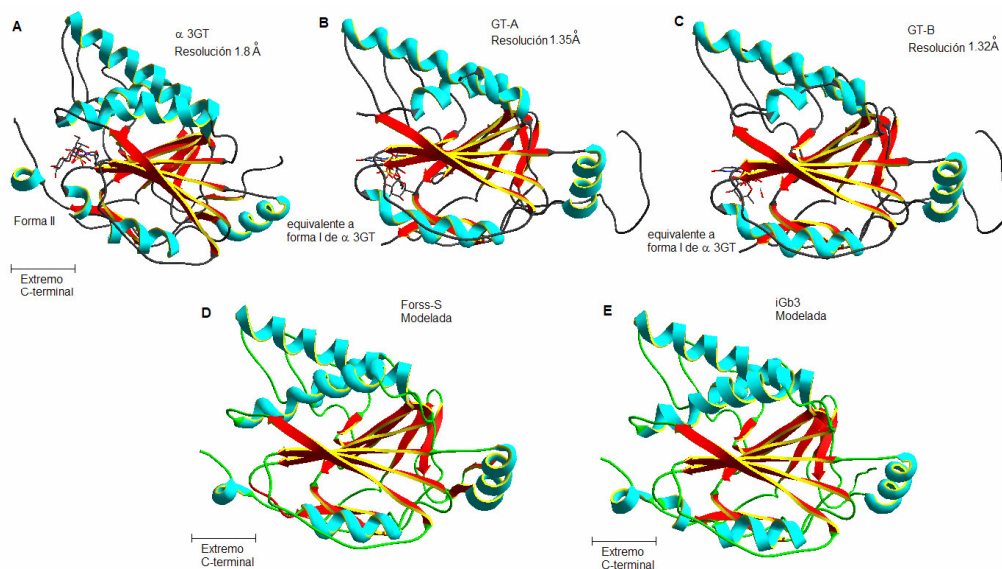 A
α 3GT
Resolución 1.8 Å
Forma II
Extremo
C-terminal
B
GT-A
Resolución 1.35Å
equivalente a
forma I de α 3GT
C
GT-B
Resolución 1.32Å
equivalente a
forma I de α 3GT
D
Forss-S
Modelada
Extremo
C-terminal
E
iGb3
Modelada
Extremo
C-terminal